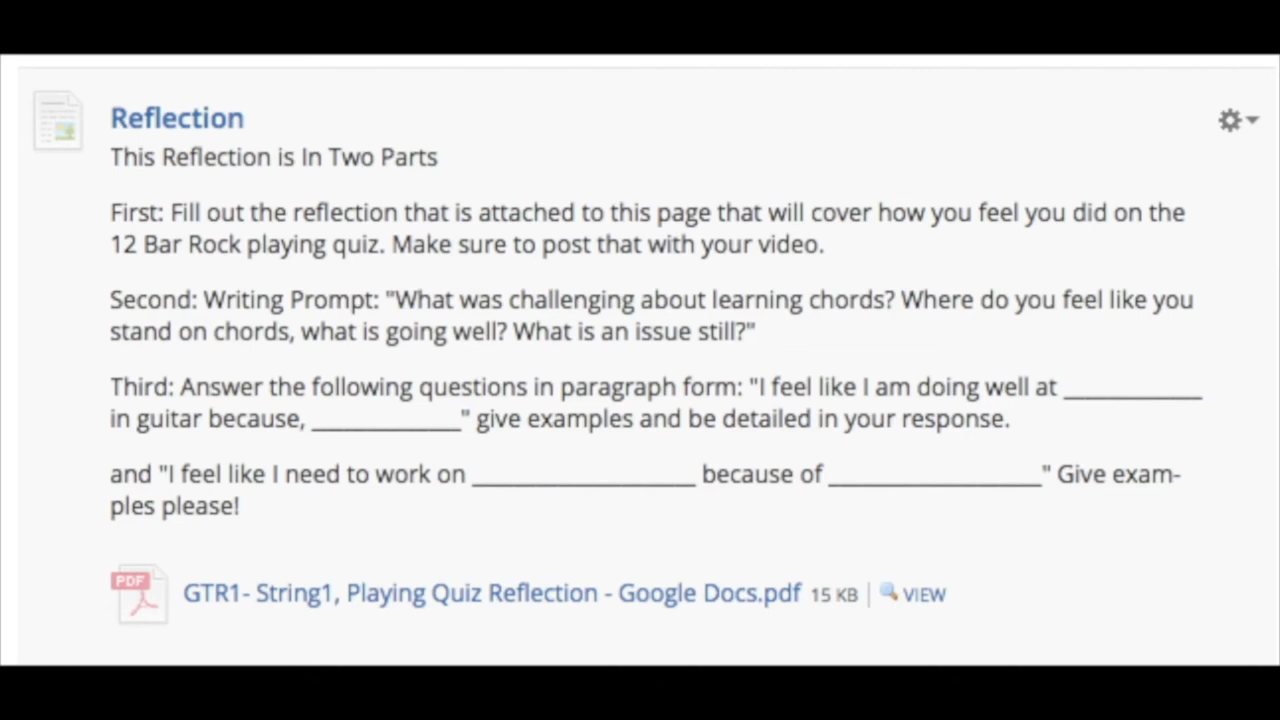 Reflection
This Reflection is In Two Parts
First: Fill out the reflection that is attached to this page that will cover how you feel you did on the
12 Bar Rock playing quiz. Make sure to post that with your video.
Second: Writing Prompt: "What was challenging about learning chords? Where do you feel like you
stand on chords, what is going well? What is an issue still?"
Third: Answer the following questions in paragraph form: "I feel like I am doing well at ___________
in guitar because, ____________" give examples and be detailed in your response.
and "I feel like I need to work on __________________ because of _________________" Give exam-
ples please!
PDF
GTR1- String1, Playing Quiz Reflection - Google Docs.pdf 15 KB | VIEW